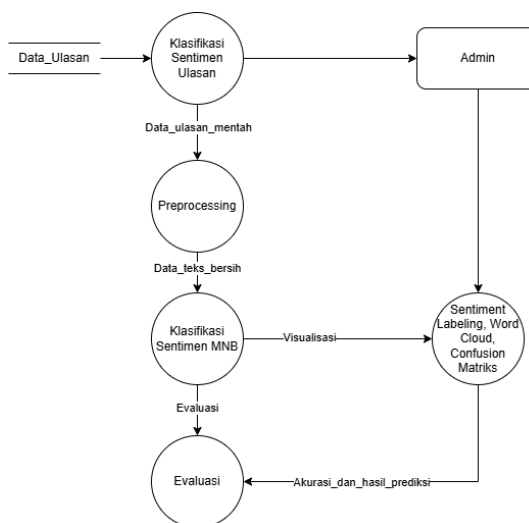 Data_Ulasan
Klasifikasi
Sentimen
Ulasan
Admin
Data_ulasan_mentah
Preprocessing
Data_teks_bersih
Klasifikasi
Sentimen MNB
Visualisasi
Sentiment
Labeling, Word
Cloud,
Confusion
Matriks
Evaluasi
Evaluasi
Akurasi_dan_hasil_prediksi